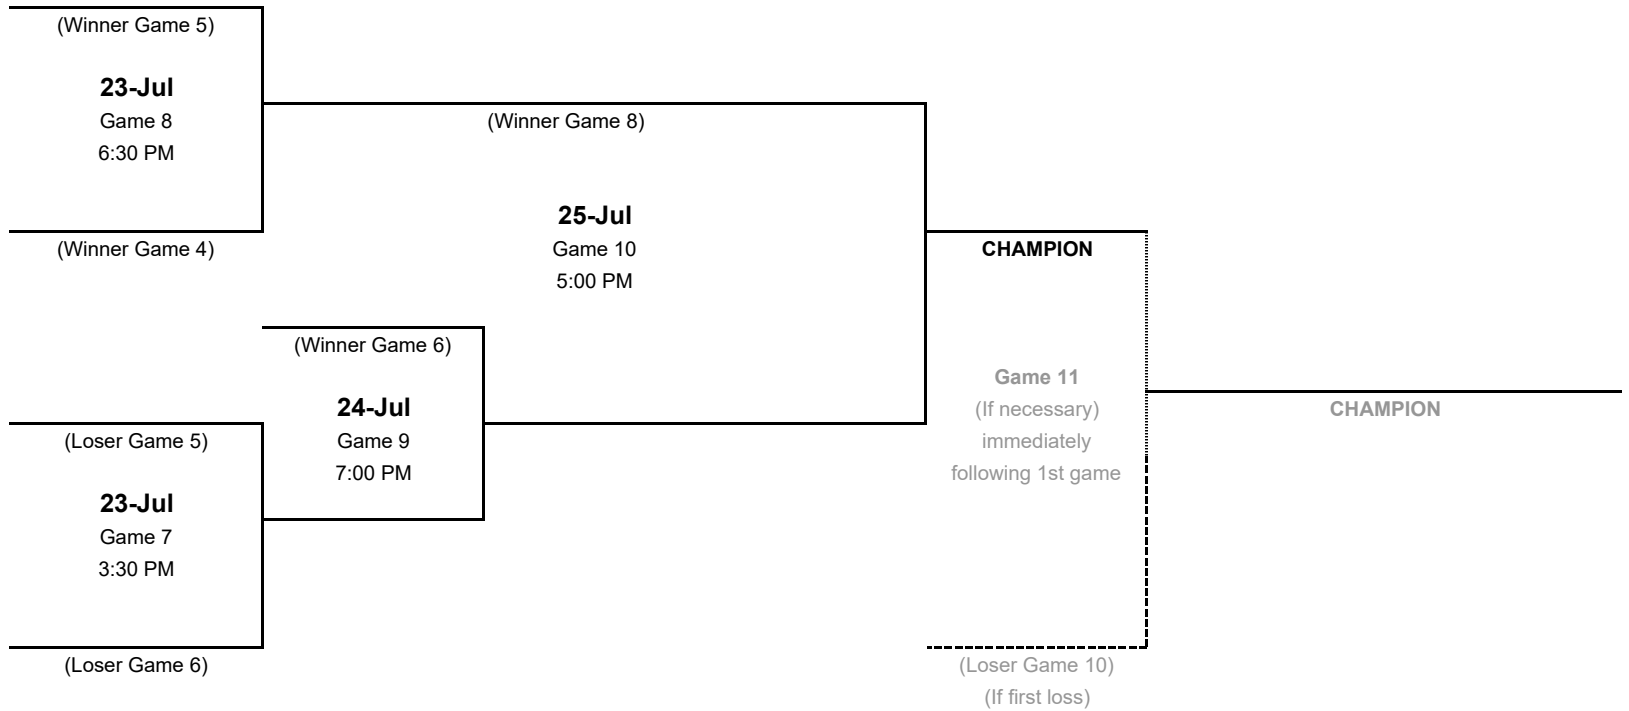 (Winner Game 5)
23-Jul
Game 8
6:30 PM
(Winner Game 4)
(Winner Game 8)
25-Jul
Game 10
5:00 PM
(Winner Game 6)
24-Jul
Game 9
7:00 PM
(Loser Game 5)
23-Jul
Game 7
3:30 PM
(Loser Game 6)
CHAMPION
Game 11
(If necessary)
immediately
following 1st game
(Loser Game 10)
(If first loss)
CHAMPION